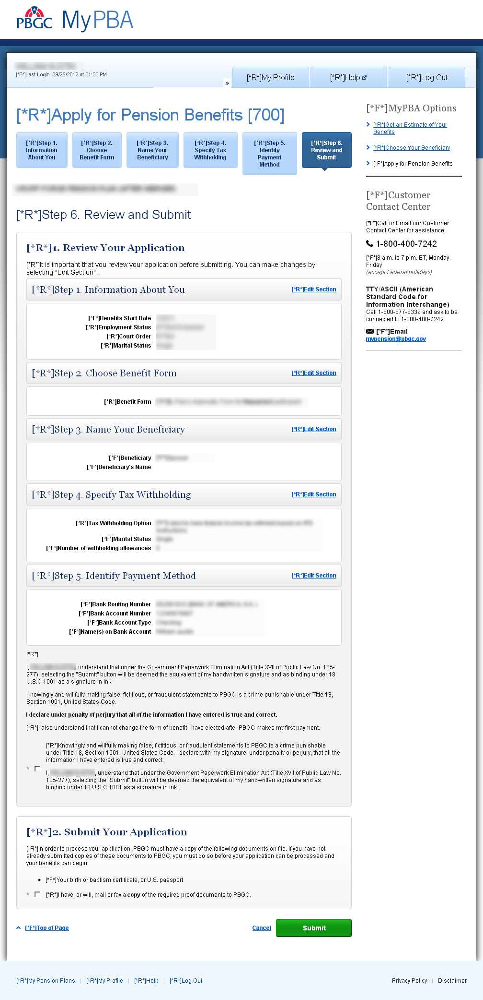 PBGC MyPBA
[*F*]Last Login: 09/25/2012 at 01:33 PM
»
[*R*]My Profile
[*R*]Help
[*R*]Log Out
[*R*]Apply for Pension Benefits [700]
[*R*]Step 1.
Information
About You
[*R*]Step 2.
Choose
Benefit Form
[*R*]Step 3.
Name Your
Beneficiary
[*R*]Step 4.
Specify Tax
Withholding
[*R*]Step 5.
Identify
Payment
Method
[*R*]Step 6.
Review and
Submit
[*R*]Step 6. Review and Submit
[*R*]1. Review Your Application
[*R*]It is important that you review your application before submitting. You can make changes by
selecting "Edit Section".
[*R*]Step 1. Information About You [*R*]Edit Section
[*F*]Benefits Start Date
[*R*]Employment Status
[*R*]Court Order
[*R*]Marital Status
[*R*]Step 2. Choose Benefit Form [*R*]Edit Section
[*R*]Benefit Form
[*R*]Step 3. Name Your Beneficiary [*R*]Edit Section
[*F*]Beneficiary
[*F*]Beneficiary's Name
[*R*]Step 4. Specify Tax Withholding [*R*]Edit Section
[*R*]Tax Withholding Option
[*F*]Marital Status
[*F*]Number of withholding allowances
[*R*]Step 5. Identify Payment Method [*R*]Edit Section
[*F*]Bank Routing Number
[*F*]Bank Account Number
[*F*]Bank Account Type
[*F*]Name(s) on Bank Account
[*R*]
I, understand that under the Government Paperwork Elimination Act (Title XVII of Public Law No. 105-
277), selecting the "Submit" button will be deemed the equivalent of my handwritten signature and as binding under 18
U.S.C 1001 as a signature in ink.
Knowingly and willfully making false, fictitious, or fraudulent statements to PBGC is a crime punishable under Title 18,
Section 1001, United States Code.
I declare under penalty of perjury that all of the information I have entered is true and correct.
[*R*]I also understand that I cannot change the form of benefit I have elected after PBGC makes my first payment.
[*R*]Knowingly and willfully making false, fictitious, or fraudulent statements to PBGC is a crime punishable
under Title 18, Section 1001, United States Code. I declare with my signature, under penalty or perjury, that all the
information I have entered is true and correct.
*
I, , understand that under the Government Paperwork Elimination Act (Title XVII of Public Law No.
105-277), selecting the "Submit" button will be deemed the equivalent of my handwritten signature and as
binding under 18 U.S.C 1001 as a signature in ink.
[*R*]2. Submit Your Application
[*R*]In order to process your application, PBGC must have a copy of the following documents on file. If you have not
already submitted copies of these documents to PBGC, you must do so before your application can be processed and
your benefits can begin.
• [*F*]Your birth or baptism certificate, or U.S. passport
* [*R*]I have, or will, mail or fax a copy of the required proof documents to PBGC.
[*F*]Top of Page
Cancel
Submit
[*F*]MyPBA Options
[*R*]Get an Estimate of Your
Benefits
[*R*]Choose Your Beneficiary
[*F*]Apply for Pension Benefits
[*F*]Customer
Contact Center
[*F*]Call or Email our Customer
Contact Center for assistance.
1-800-400-7242
[*F*]8 a.m. to 7 p.m. ET, Monday-
Friday
(except Federal holidays)
TTY/ASCII (American
Standard Code for
Information Interchange)
Call 1-800-877-8339 and ask to be
connected to 1-800-400-7242.
[*F*]Email
mypension@pbgc.gov
[*R*]My Pension Plans | [*R*]My Profile | [*R*]Help | [*R*]Log Out
Privacy Policy | Disclaimer